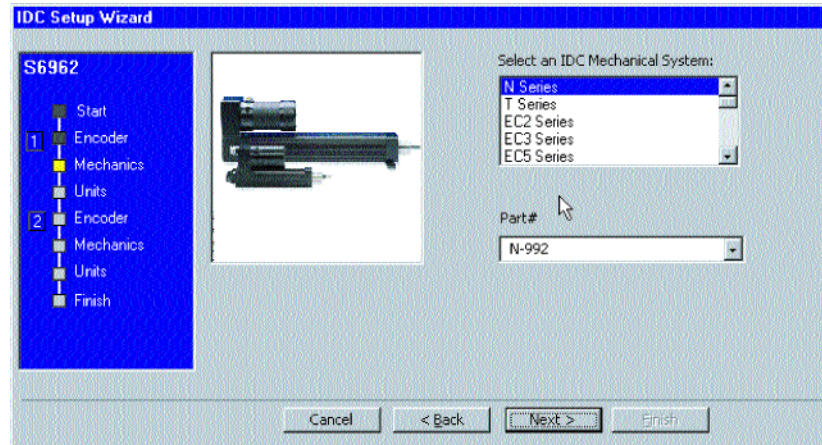 IDC Setup Wizard
S6962
Start
1
Encoder
Mechanics
Units
2
Encoder
Mechanics
Units
Finish
Select an IDC Mechanical System:
N Series
T Series
EC2 Series
EC3 Series
EC5 Series
Part#
N-992
Cancel
< Back
Next >
Finish